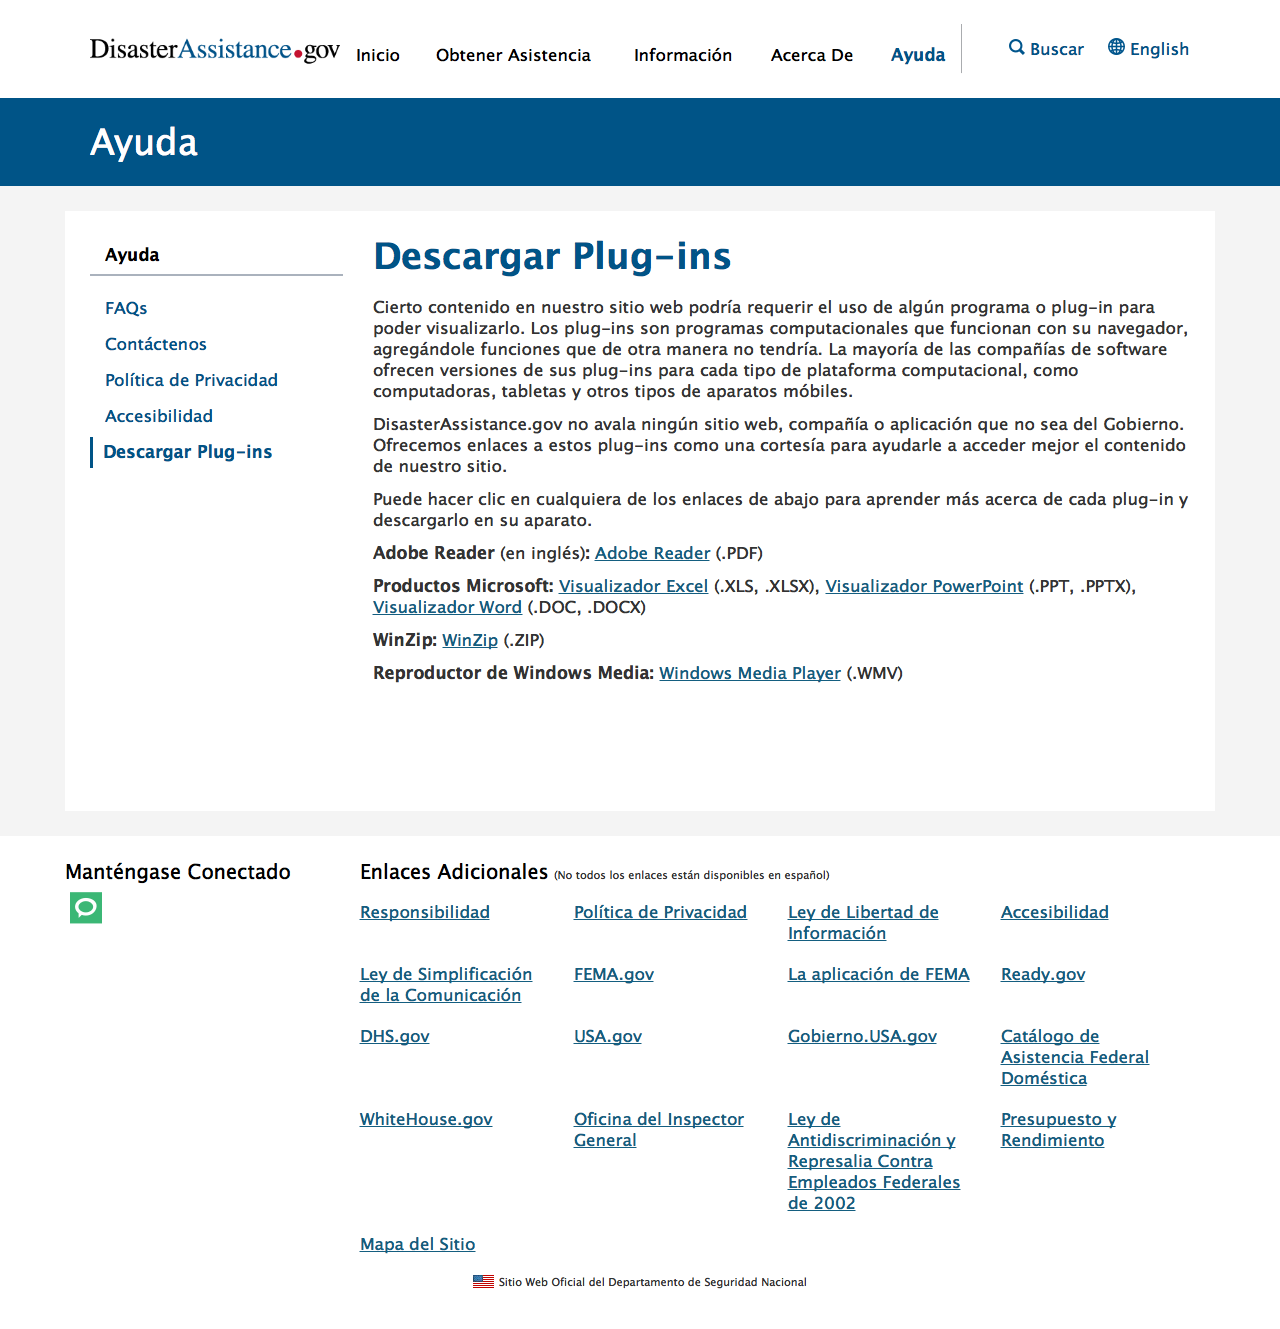 DisasterAssistance.gov Inicio Obtener Asistencia Información Acerca De Ayuda Buscar English
Ayuda
Ayuda
FAQs
Contáctenos
Política de Privacidad
Accesibilidad
Descargar Plug-ins
Descargar Plug-ins
Cierto contenido en nuestro sitio web podría requerir el uso de algún programa o plug-in para
poder visualizarlo. Los plug-ins son programas computacionales que funcionan con su navegador,
agregándole funciones que de otra manera no tendría. La mayoría de las compañías de software
ofrecen versiones de sus plug-ins para cada tipo de plataforma computacional, como
computadoras, tabletas y otros tipos de aparatos móbiles.
DisasterAssistance.gov no avala ningún sitio web, compañía o aplicación que no sea del Gobierno.
Ofrecemos enlaces a estos plug-ins como una cortesía para ayudarle a acceder mejor el contenido
de nuestro sitio.
Puede hacer clic en cualquiera de los enlaces de abajo para aprender más acerca de cada plug-in y
descargarlo en su aparato.
Adobe Reader (en inglés): Adobe Reader (.PDF)
Productos Microsoft: Visualizador Excel (.XLS, .XLSX), Visualizador PowerPoint (.PPT, .PPTX),
Visualizador Word (.DOC, .DOCX)
WinZip: WinZip (.ZIP)
Reproductor de Windows Media: Windows Media Player (.WMV)
Manténgase Conectado
Enlaces Adicionales (No todos los enlaces están disponibles en español)
Responsibilidad
Política de Privacidad
Ley de Libertad de
Información
Accesibilidad
Ley de Simplificación
de la Comunicación
FEMA.gov
La aplicación de FEMA
Ready.gov
DHS.gov
USA.gov
Gobierno.USA.gov
Catálogo de
Asistencia Federal
Doméstica
WhiteHouse.gov
Oficina del Inspector
General
Ley de
Antidiscriminación y
Represalia Contra
Empleados Federales
de 2002
Presupuesto y
Rendimiento
Mapa del Sitio
Sitio Web Oficial del Departamento de Seguridad Nacional